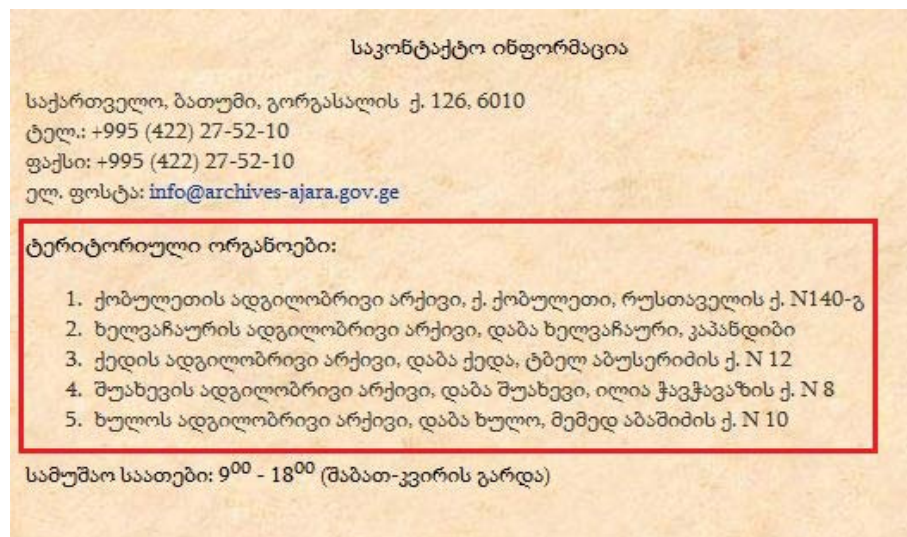 საკონტაქტო ინფორმაცია
საქართველო, ბათუმი, გორგასალის ქ. 126, 6010
ტელ.: +995 (422) 27-52-10
ფაქსი: +995 (422) 27-52-10
ელ. ფოსტა: info@archives-ajara.gov.ge
ტერიტორიული ორგანოები:
1. ქობულეთის ადგილობრივი არქივი, ქ. ქობულეთი, რუსთაველის ქ. N140-გ
2. ხელვაჩაურის ადგილობრივი არქივი, დაბა ხელვაჩაური, კაპანდიბი
3. ქედის ადგილობრივი არქივი, დაბა ქედა, ტბელ აბუსერიძის ქ. N 12
4. შუახევის ადგილობრივი არქივი, დაბა შუახევი, ილია ჭავჭავაზის ქ. N 8
5. ხულოს ადგილობრივი არქივი, დაბა ხულო, მემედ აბაშიძის ქ. N 10
სამუშაო საათები: 9⁰⁰ - 18⁰⁰ (შაბათ-კვირის გარდა)